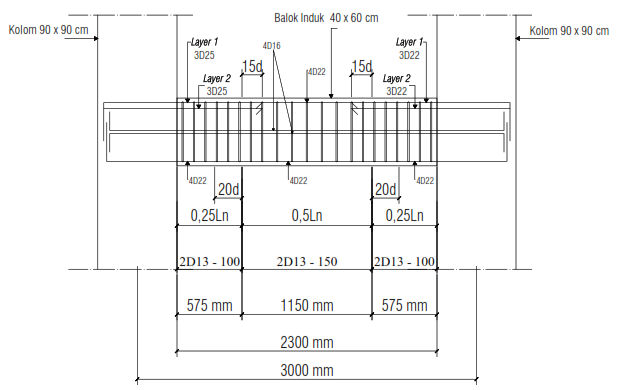 Balok Induk 40 x 60 cm
Kolom 90 x 90 cm
Kolom 90 x 90 cm
Layer 1
3D25
4D16
Layer 1
3D22
15d
4D22
15d
Layer 2
3D25
Layer 2
3D22
4D22
4D22
4D22
20d
20d
0,25Ln
0,5Ln
0,25Ln
2D13 - 100
2D13 - 150
2D13 - 100
575 mm
1150 mm
575 mm
2300 mm
3000 mm